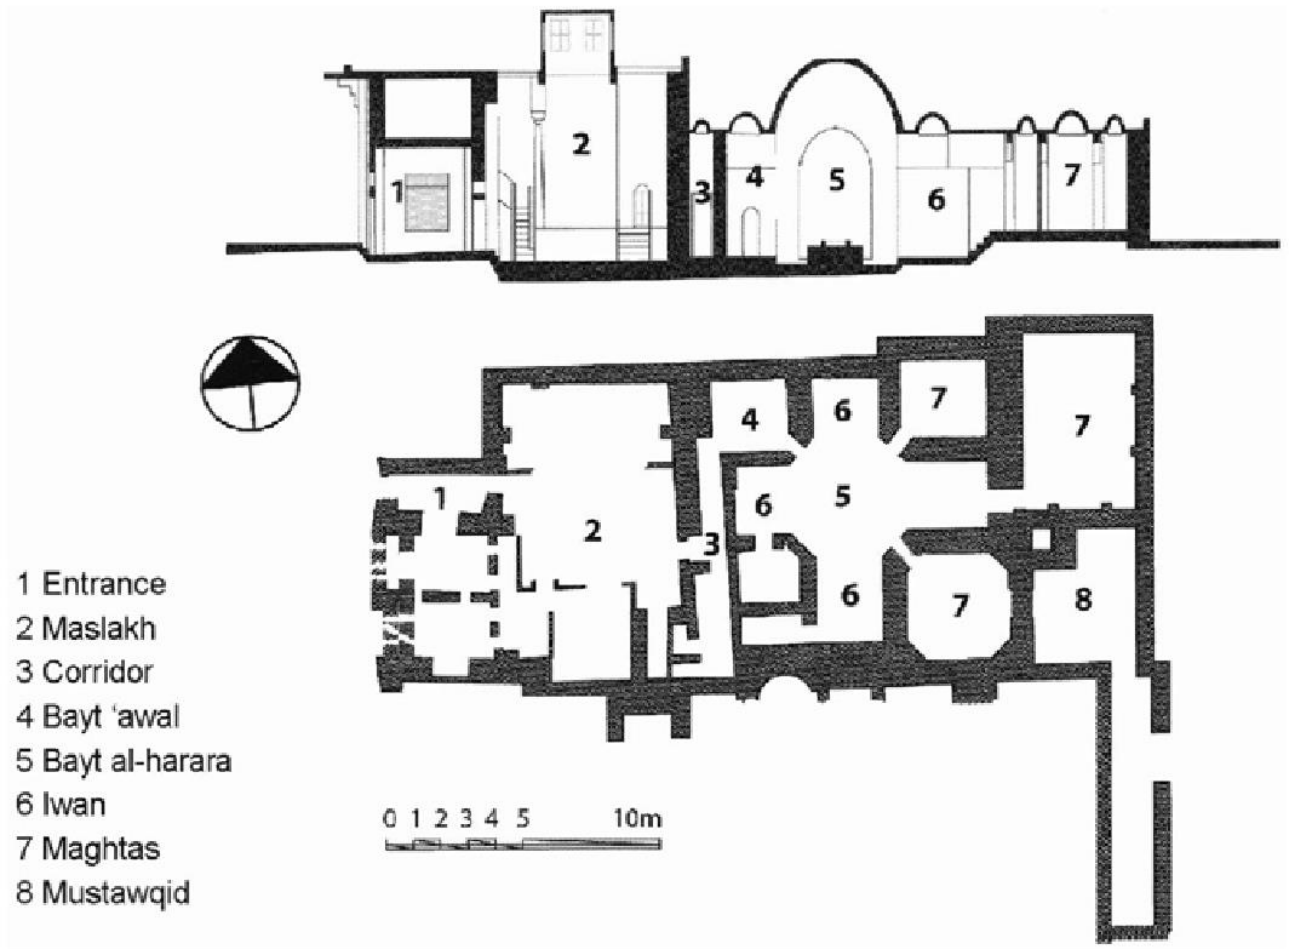 2
1
3
4
5
6
7
4
6
7
7
1
6
5
2
3
6
7
8
1 Entrance
2 Maslakh
3 Corridor
4 Bayt ‘awal
5 Bayt al-harara
6 Iwan
7 Maghtas
8 Mustawqid
0 1 2 3 4 5 10m